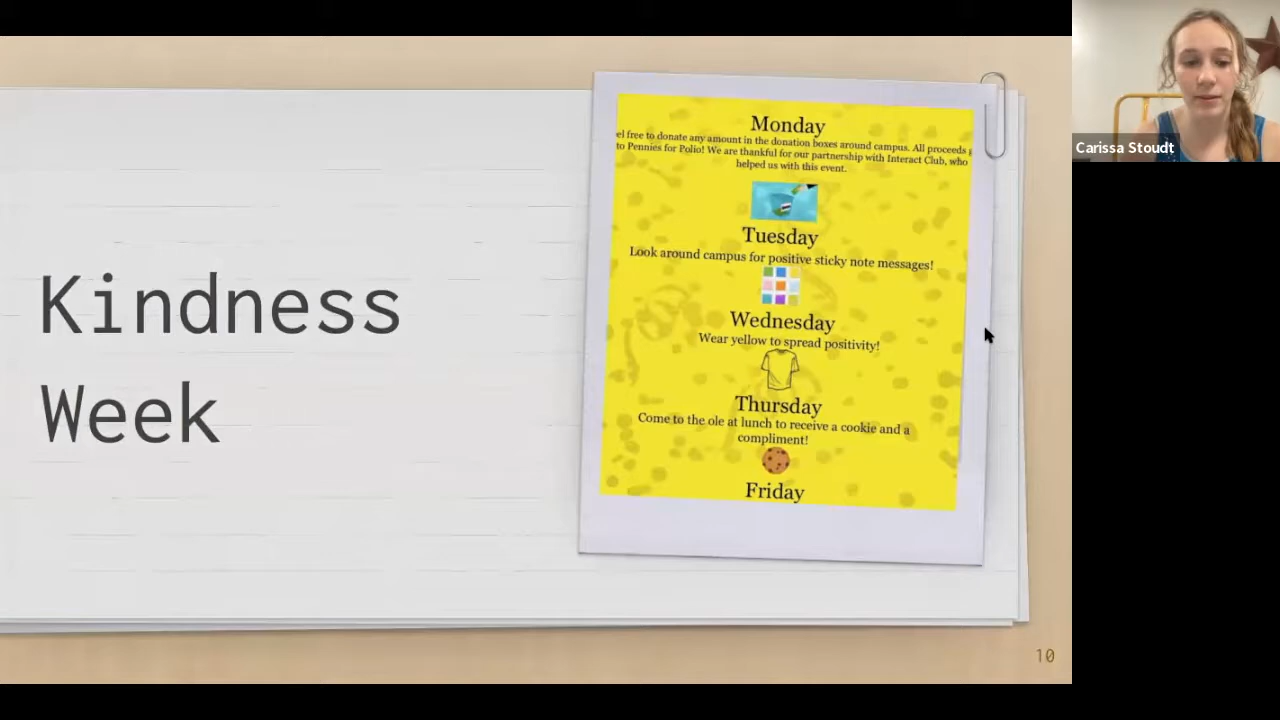 Kindness
Week
Monday
el free to donate any amount in the donation boxes around campus. All proceeds
to Pennies for Polio! We are thankful for our partnership with Interact Club, who
helped us with this event.
Tuesday
Look around campus for positive sticky note messages!
Wednesday
Wear yellow to spread positivity!
Thursday
Come to the ole at lunch to receive a cookie and a
compliment!
Friday
10
Carissa Stoudt